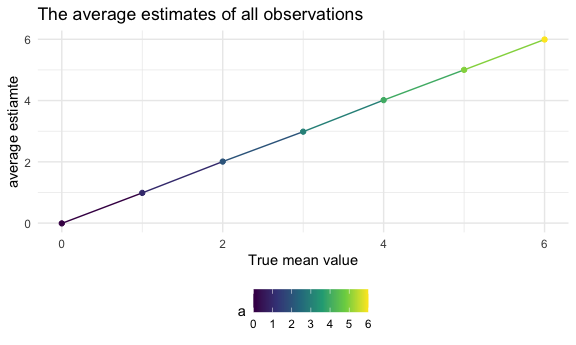 The average estimates of all observations
average estiamte
6
4
2
0
0 2 4 6
True mean value
a
0 1 2 3 4 5 6